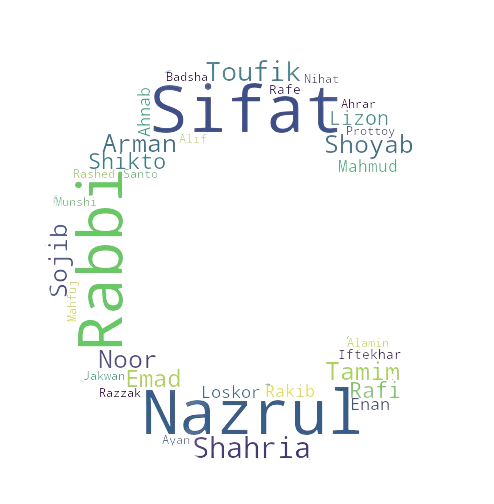 Toufik
Badsha
Nihat
Sifat
Rafe
Ahnab
Ahrar
Lizon
Prottoy
Arman
Alif
Shoyab
Shikto
Mahmud
Rashed
Santo
Rabbi
Munshi
Sojib
Mahfuj
Alamin
Noor
Iftekhar
Jakwan
Emad
Tamim
Razzak
Loskor
Rakib
Rafi
Nazrul
Enan
Ayan
Shahria